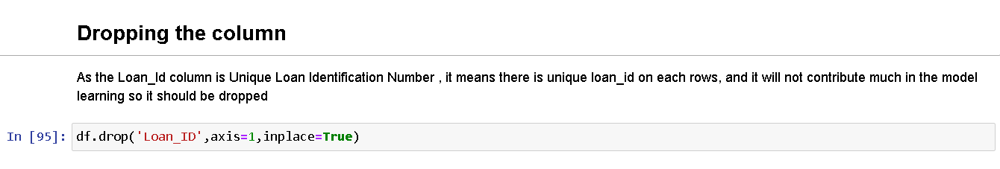 Dropping the column
As the Loan_Id column is Unique Loan Identification Number , it means there is unique loan_id on each rows, and it will not contribute much in the model
learning so it should be dropped
In [95]: df.drop('Loan_ID',axis=1,inplace=True)